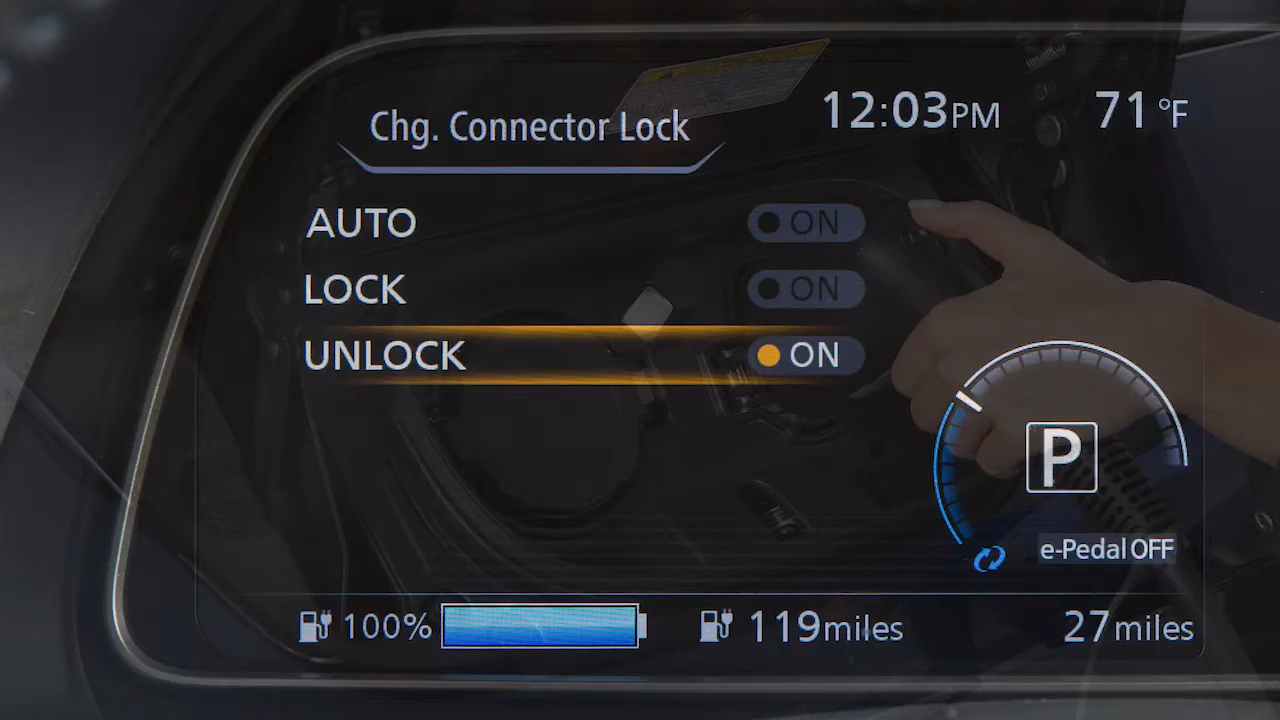 Chg. Connector Lock
12:03PM
71 °F
AUTO ON
LOCK ON
UNLOCK ON
P
e-Pedal OFF
100%
119miles
27miles